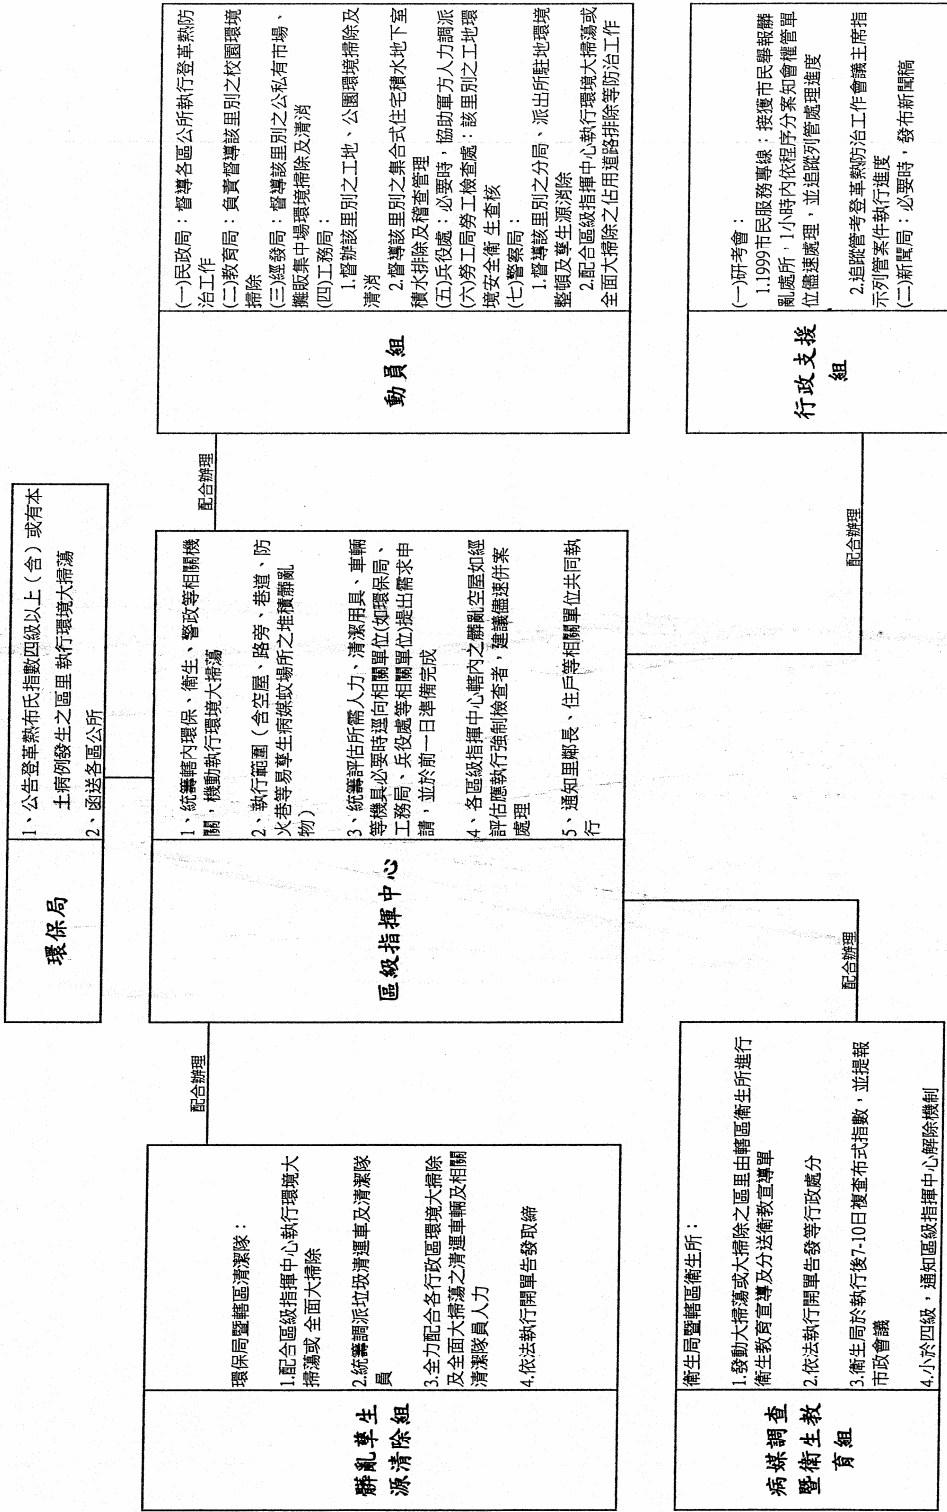 環保局
1、公告登革熱布氏指數四級以上（含）或有本
土病例發生之區里 執行環境大掃蕩
2、函送各區公所
區級指揮中心
1、統籌轄內環保、衛生、警政等相關機
關，機動執行環境大掃蕩
2、執行範圍（含空屋、路旁、巷道、防
火巷等易孳生病媒蚊場所之堆積髒亂
物）
3、統籌評估所需人力、清潔用具、車輛
等機具必要時逕向相關單位(如環保局、
工務局、兵役處等相關單位)提出需求申
請，並於前一日準備完成
4、各區級指揮中心轄內之髒亂空屋如經
評估應執行強制檢查者，建議儘速併案
處理
5、通知里鄰長、住戶等相關單位共同執
行
配合辦理
配合辦理
配合辦理
配合辦理
髒亂孳生
源清除組
環保局暨轄區清潔隊：
1.配合區級指揮中心執行環境大
掃蕩或 全面大掃除
2.統籌調派垃圾清運車及清潔隊
員
3.全力配合各行政區環境大掃除
及全面大掃蕩之清運車輛及相關
清潔隊員人力
4.依法執行開單告發取締
動員組
(一)民政局：督導各區公所執行登革熱防
治工作
(二)教育局：負責督導該里別之校園環境
掃除
(三)經發局：督導該里別之公私有市場、
攤販集中場環境掃除及清消
(四)工務局：
1.督辦該里別之工地、公園環境掃除及
清消
2.督導該里別之集合式住宅積水地下室
積水排除及稽查管理
(五)兵役處：必要時，協助軍方人力調派
(六)勞工局勞工檢查處：該里別之工地環
境安全衛 生查核
(七)警察局：
1.督導該里別之分局、派出所駐地環境
整頓及孳生源消除
2.配合區級指揮中心執行環境大掃蕩或
全面大掃除之佔用道路排除等防治工作
病媒調查
暨衛生教
育組
衛生局暨轄區衛生所：
1.發動大掃蕩或大掃除之區里由轄區衛生所進行
衛生教育宣導及分送衛教宣導單
2.依法執行開單告發等行政處分
3.衛生局於執行後7-10日複查布式指數，並提報
市政會議
4.小於四級，通知區級指揮中心解除機制
行政支援
組
(一)研考會：
1.1999市民服務專線：接獲市民舉報髒
亂處所，1小時內依程序分案知會權管單
位儘速處理，並追蹤列管處理進度
2.追蹤管考登革熱防治工作會議主席指
示列管案件執行進度
(二)新聞局：必要時，發布新聞稿